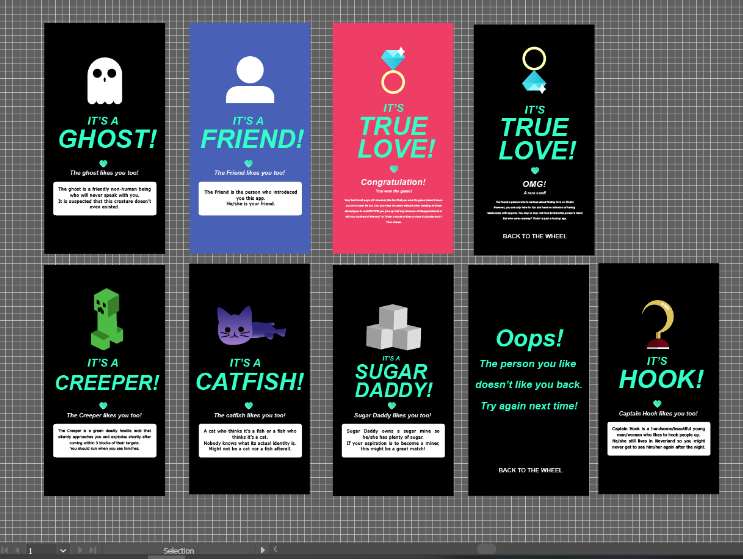 IT'S A
GHOST!
The ghost likes you too!
The ghost is a friendly non-human being
who will never speak with you.
It is suspected that this creature doesn't
even existed.
IT'S A
FRIEND!
The Friend likes you too!
The Friend is the person who introduced
you this app.
He/she is your friend.
IT'S
TRUE
LOVE!
Congratulation!
You won the game!
IT'S
TRUE
LOVE!
OMG!
A rare card!
BACK TO THE WHEEL
IT'S A
CREEPER!
The Creeper likes you too!
The Creeper is a green deadly hostile mob that
silently approaches you and explodes shortly after
coming within 3 blocks of their targets.
You should run when you see him/her.
IT'S A
CATFISH!
The catfish likes you too!
A cat who thinks it's a fish or a fish who
thinks it's a cat.
Nobody knows what its actual identity is.
Might not be a cat nor a fish afterall.
IT'S A
SUGAR
DADDY!
Sugar Daddy likes you too!
Sugar Daddy owns a sugar mine so
he/she has plenty of sugar.
If your aspiration is to become a miner,
this might be a great match!
Oops!
The person you like
doesn't like you back.
Try again next time!
BACK TO THE WHEEL
IT'S
HOOK!
Captain Hook likes you too!
Captain Hook is a handsome/beautiful young
man/woman who likes to hook people up.
He/she still lives in Neverland so you might
never get to see him/her again after the night.
1
Selection